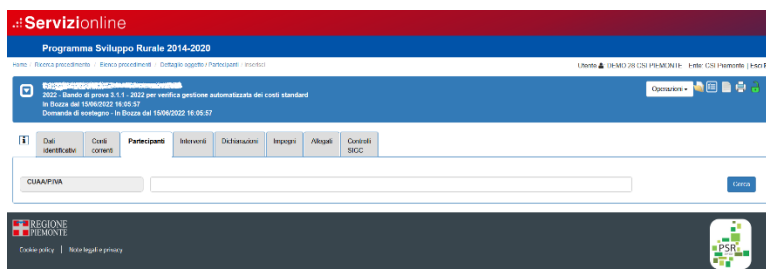 .:Servizionline
Programma Sviluppo Rurale 2014-2020
Home / Ricerca procedimento / Elenco procedimenti / Dettaglio oggetto / Partecipanti / Inserisci
Utente DEMO 28 CSI PIEMONTE Ente: CSI Piemonte | Esci
2022 - Bando di prova 3.1.1 - 2022 per verifica gestione automatizzata dei costi standard
In Bozza dal 15/06/2022 16:05:57
Domanda di sostegno - In Bozza dal 15/06/2022 16:05:57
Operazioni
Dati identificativi
Conti correnti
Partecipanti
Interventi
Dichiarazioni
Impegni
Allegati
Controlli SIGC
CUAA/P.IVA
Cerca
REGIONE
PIEMONTE
Cookie policy | Note legali e privacy
PSR